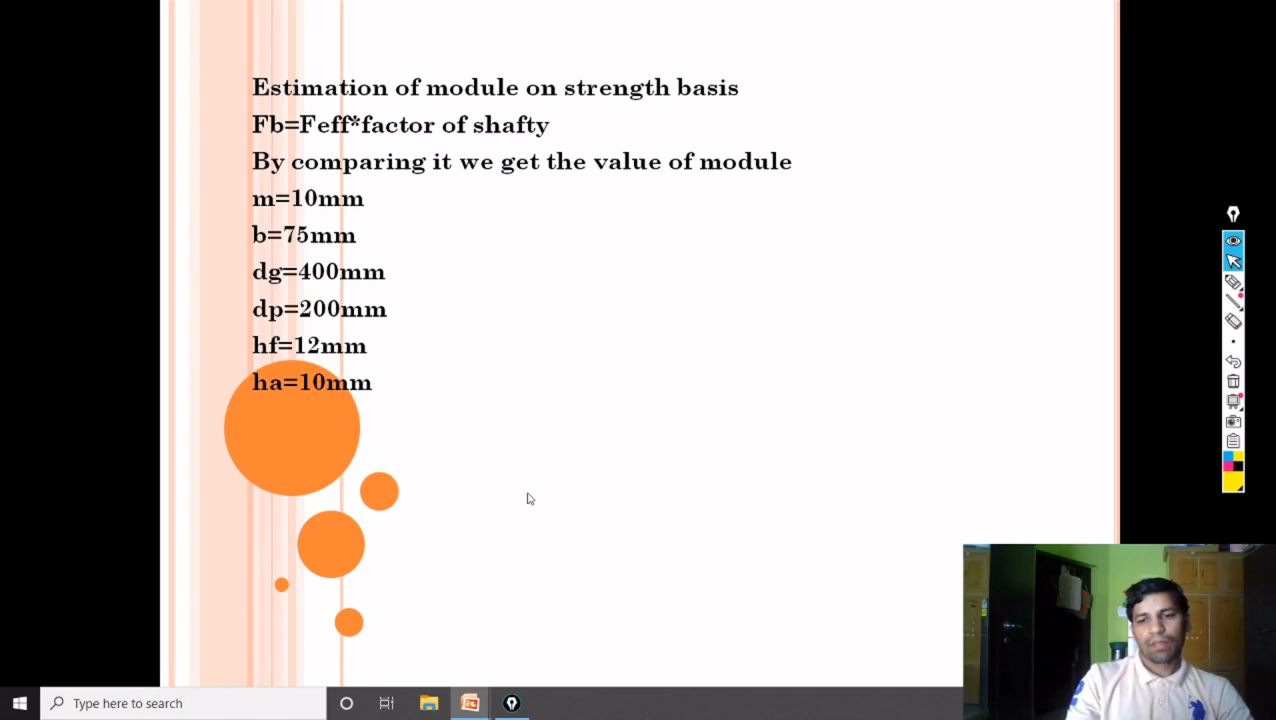 Estimation of module on strength basis
Fb=Feff*factor of shafty
By comparing it we get the value of module
m=10mm
b=75mm
dg=400mm
dp=200mm
hf=12mm
ha=10mm
Type here to search